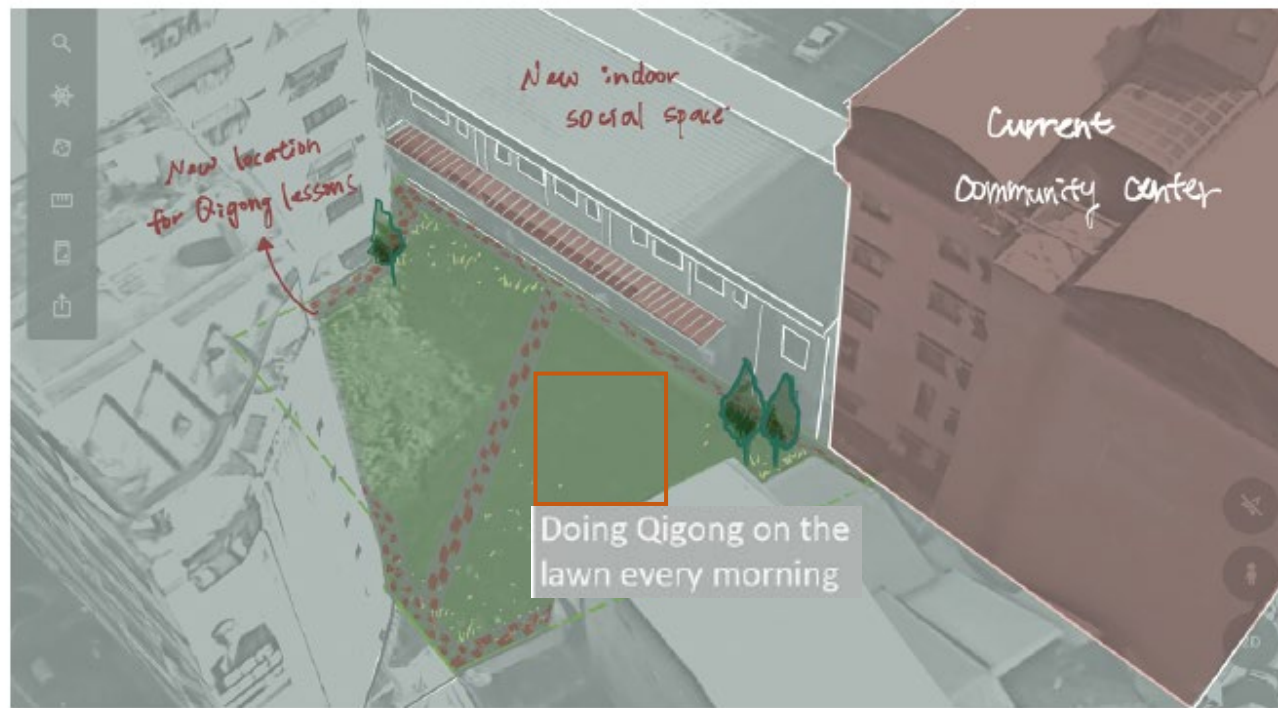 New indoor
social space
Current
Community Center
New location
for Qigong lessons
Doing Qigong on the
lawn every morning
2D